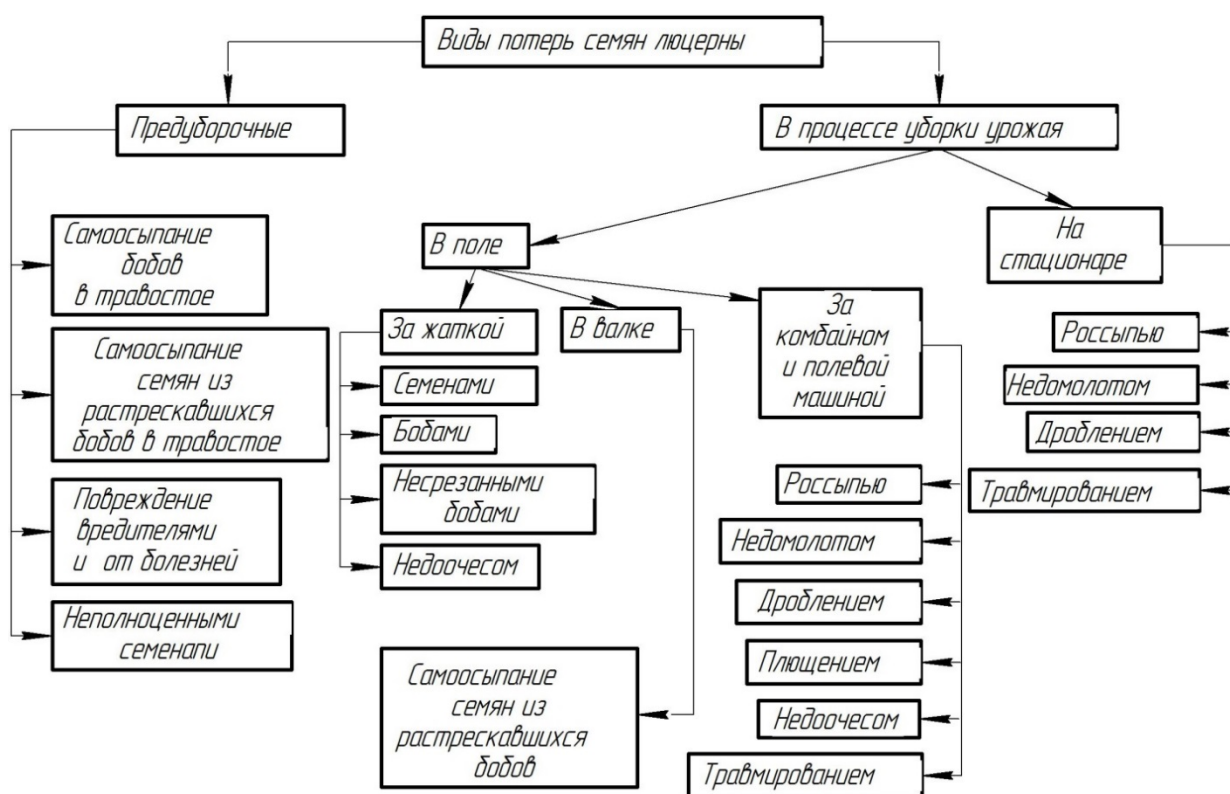 Виды потерь семян люцерны
Предуборочные
В процессе уборки урожая
Самоосыпание
бобов
в травостое
Самоосыпание
семян из
растрескавшихся
бобов в травостое
Повреждение
вредителями
и от болезней
Неполноценными
семенапи
В поле
За жаткой
Семенами
Бобами
Несрезанными
бобами
Недоочесом
В валке
Самоосыпание
семян из
растрескавшихся
бобов
За
комбайном
и полевой
машиной
Россыпью
Недомолотом
Дроблением
Плющением
Недоочесом
Травмированием
На
стационаре
Россыпью
Недомолотом
Дроблением
Травмированием